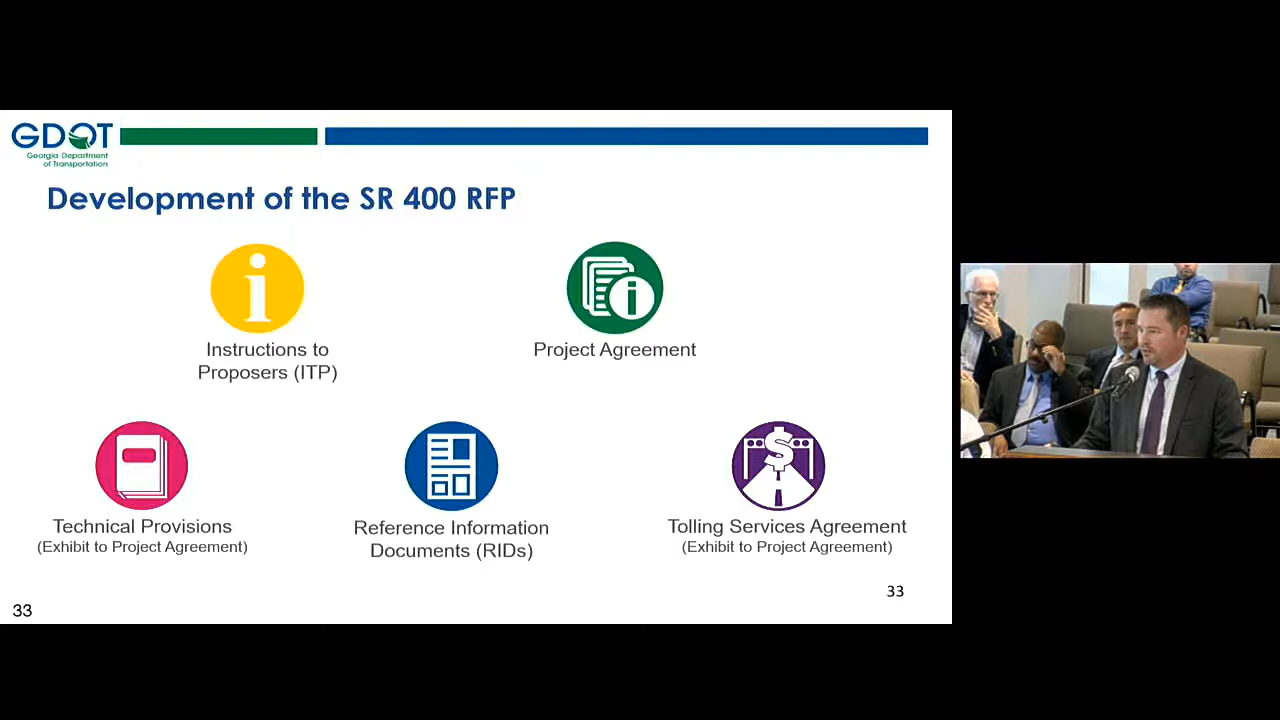 GDOT
Georgia Department
of Transportation
Development of the SR 400 RFP
Instructions to
Proposers (ITP)
Project Agreement
Technical Provisions
(Exhibit to Project Agreement)
Reference Information
Documents (RIDs)
Tolling Services Agreement
(Exhibit to Project Agreement)
33
33